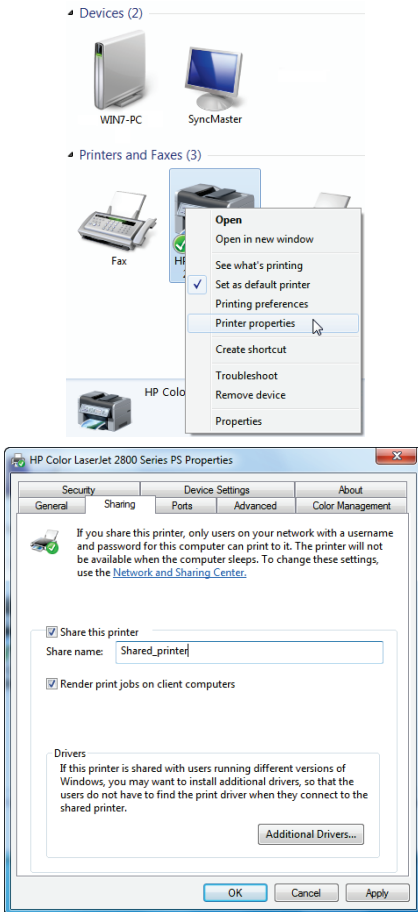 Devices (2)
WIN7-PC
SyncMaster
Printers and Faxes (3)
Fax
Open
Open in new window
See what's printing
Set as default printer
Printing preferences
Printer properties
Create shortcut
Troubleshoot
Remove device
Properties
HP Colo
HP Color LaserJet 2800 Series PS Properties
Security Device Settings About
General Sharing Ports Advanced Color Management
If you share this printer, only users on your network with a username
and password for this computer can print to it. The printer will not
be available when the computer sleeps. To change these settings,
use the Network and Sharing Center.
Share this printer
Share name: Shared_printer
Render print jobs on client computers
Drivers
If this printer is shared with users running different versions of
Windows, you may want to install additional drivers, so that the
users do not have to find the print driver when they connect to the
shared printer.
Additional Drivers...
OK Cancel Apply